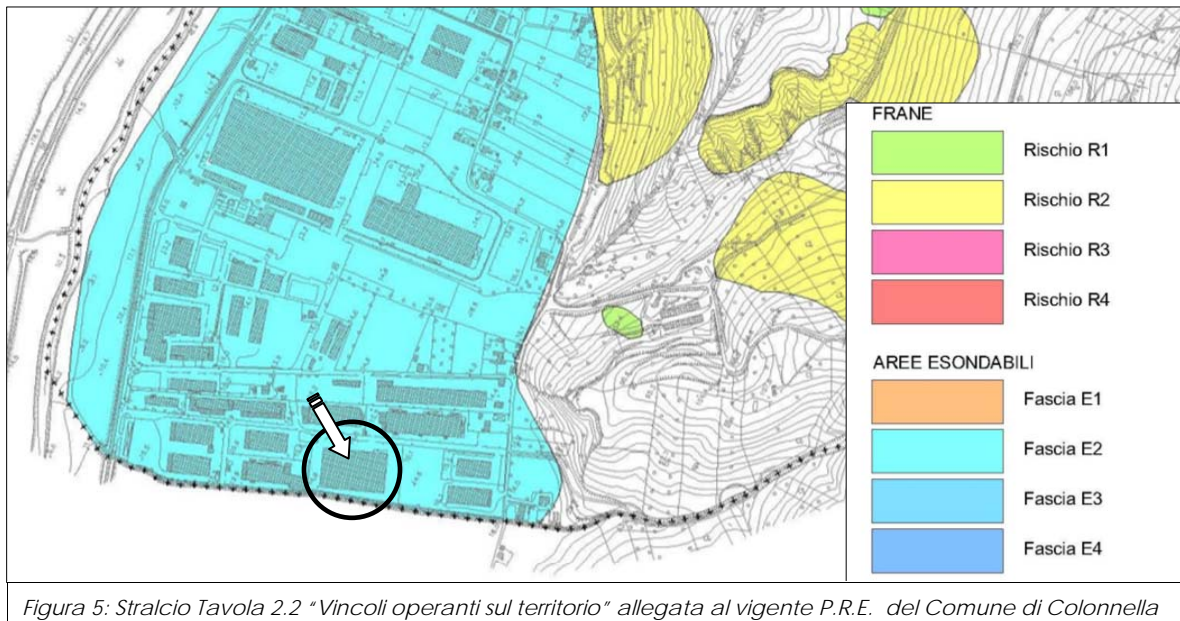 FRANE
Rischio R1
Rischio R2
Rischio R3
Rischio R4
AREE ESONDABILI
Fascia E1
Fascia E2
Fascia E3
Fascia E4
Figura 5: Stralcio Tavola 2.2 "Vincoli operanti sul territorio" allegata al vigente P.R.E. del Comune di Colonnella